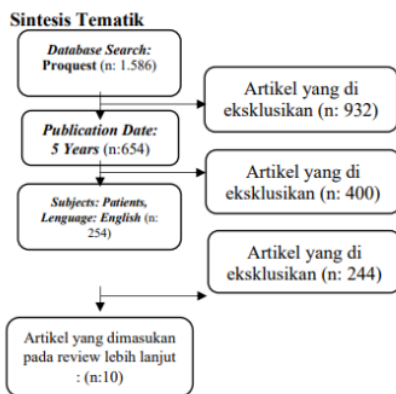 Sintesis Tematik
Database Search:
Proquest (n: 1.586)
Artikel yang di
eksklusikan (n: 932)
Publication Date:
5 Years (n:654)
Artikel yang di
eksklusikan (n: 400)
Subjects: Patients,
Lenguage: English (n:
254)
Artikel yang di
eksklusikan (n: 244)
Artikel yang dimasukan
pada review lebih lanjut
: (n:10)